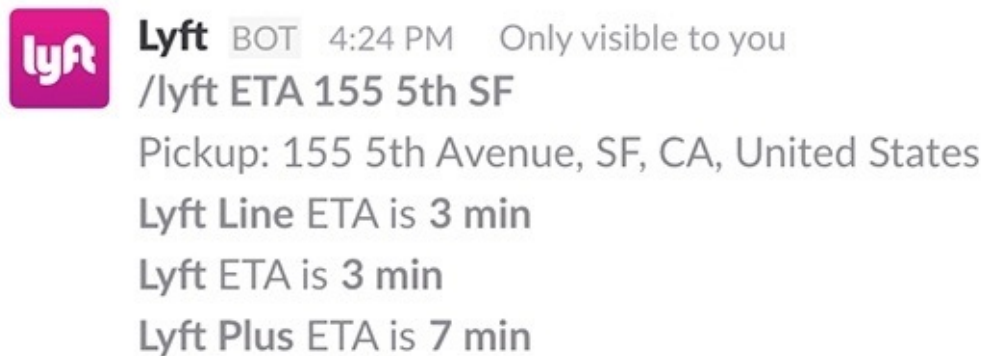 lyft
Lyft BOT 4:24 PM Only visible to you
/lyft ETA 155 5th SF
Pickup: 155 5th Avenue, SF, CA, United States
Lyft Line ETA is 3 min
Lyft ETA is 3 min
Lyft Plus ETA is 7 min